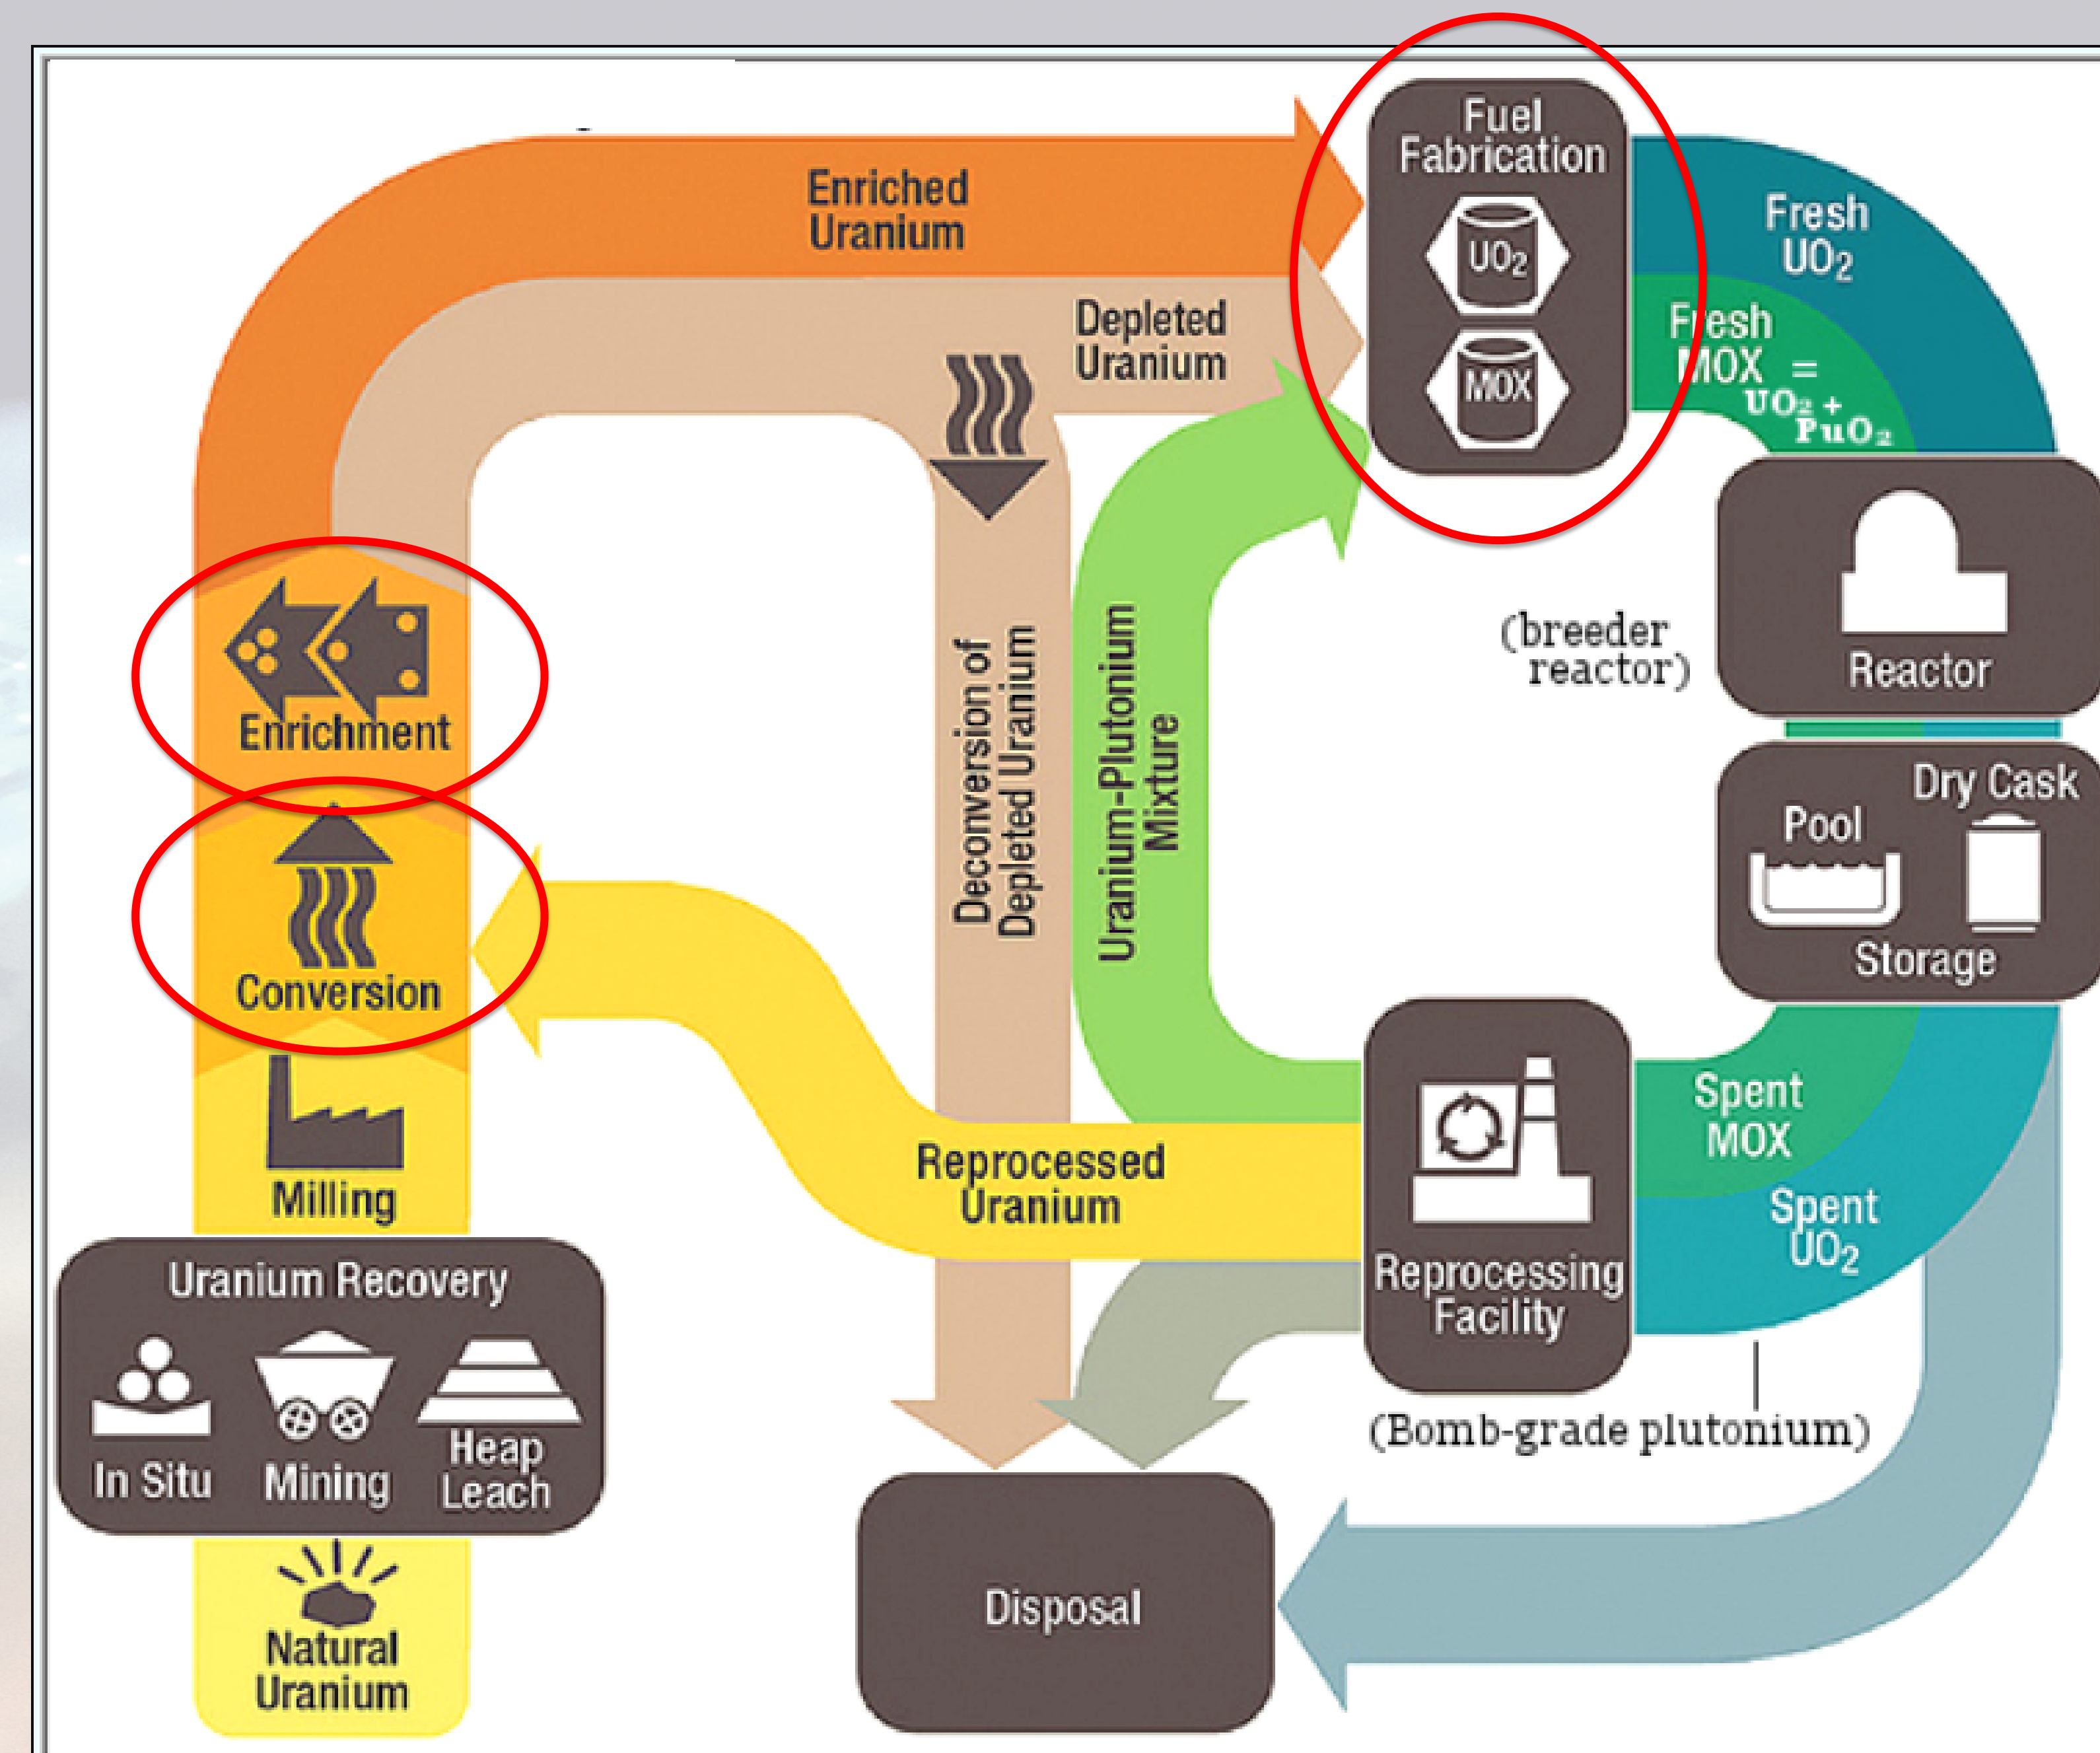 Fuel
Fabrication
UO₂
MOX
Enriched
Uranium
Depleted
Uranium
Fresh
UO₂
Fresh
MOX =
UO₂ +
PuO₂
(breeder
reactor)
Reactor
Enrichment
Conversion
Milling
Deconversion of
Depleted Uranium
Uranium-Plutonium
Mixture
Dry Cask
Pool
Storage
Reprocessed
Uranium
Reprocessing
Facility
Spent
MOX
Spent
UO₂
(Bomb-grade plutonium)
Uranium Recovery
In Situ
Mining
Heap
Leach
Natural
Uranium
Disposal